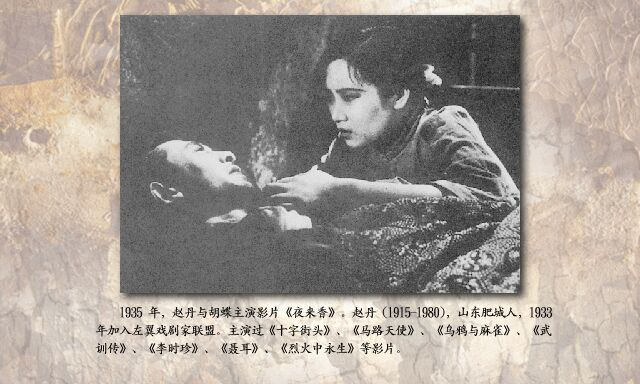 1935 年，赵丹与胡蝶主演影片《夜来香》。赵丹（1915-1980），山东肥城人，1933
年加入左翼戏剧家联盟。主演过《十字街头》、《马路天使》、《乌鸦与麻雀》、《武
训传》、《李时珍》、《聂耳》、《烈火中永生》等影片。